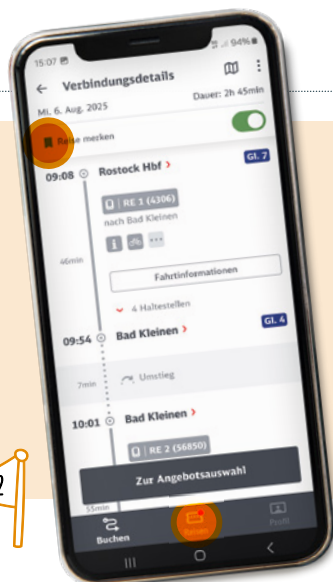 15:07 94%
Verbindungsdetails
Mi. 6. Aug. 2025 Dauer: 2h 45min
Reise merken
09:08 Rostock Hbf Gl. 7
RE 1 (4306)
nach Bad Kleinen
46min
Fahrtinformationen
4 Haltestellen
09:54 Bad Kleinen Gl. 4
7min Umstieg
10:01 Bad Kleinen
RE 2 (56850)
Zur Angebotsauswahl
55min
Buchen Reisen Profil